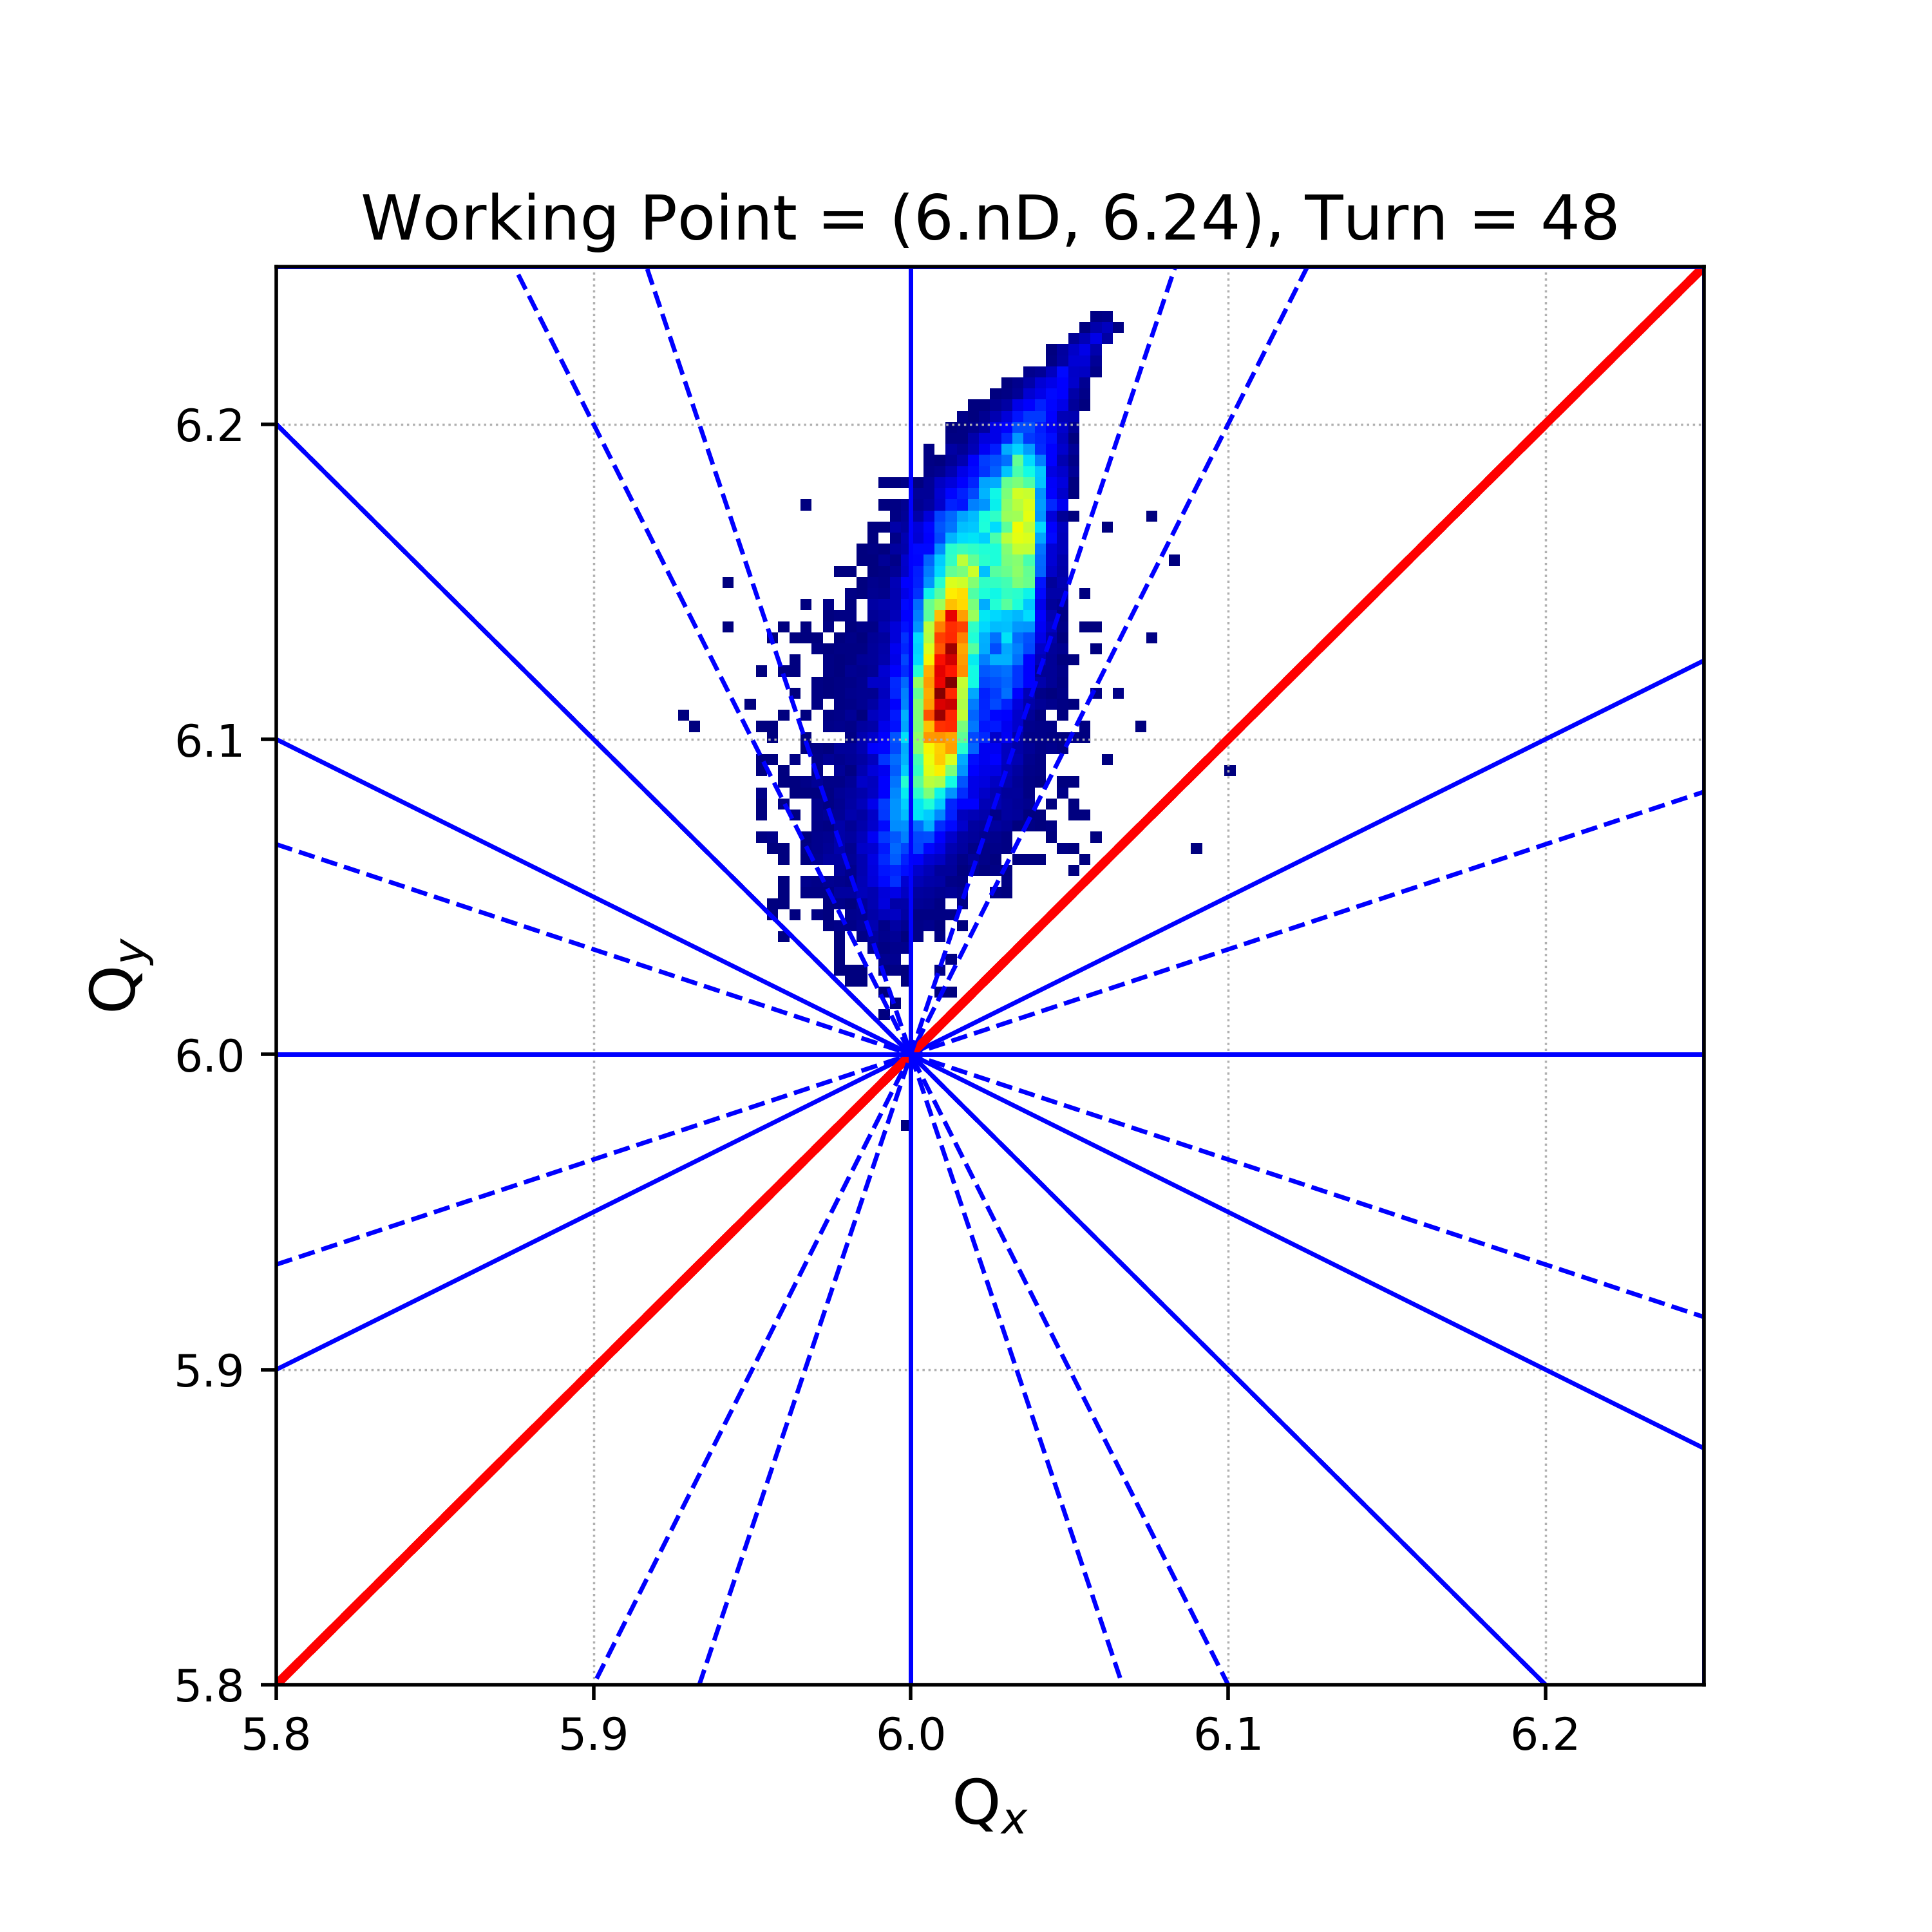 Working Point = (6.nD, 6.24), Turn = 48
6.2
6.1
6.0
5.9
5.8
Qy
5.8 5.9 6.0 6.1 6.2
Qx